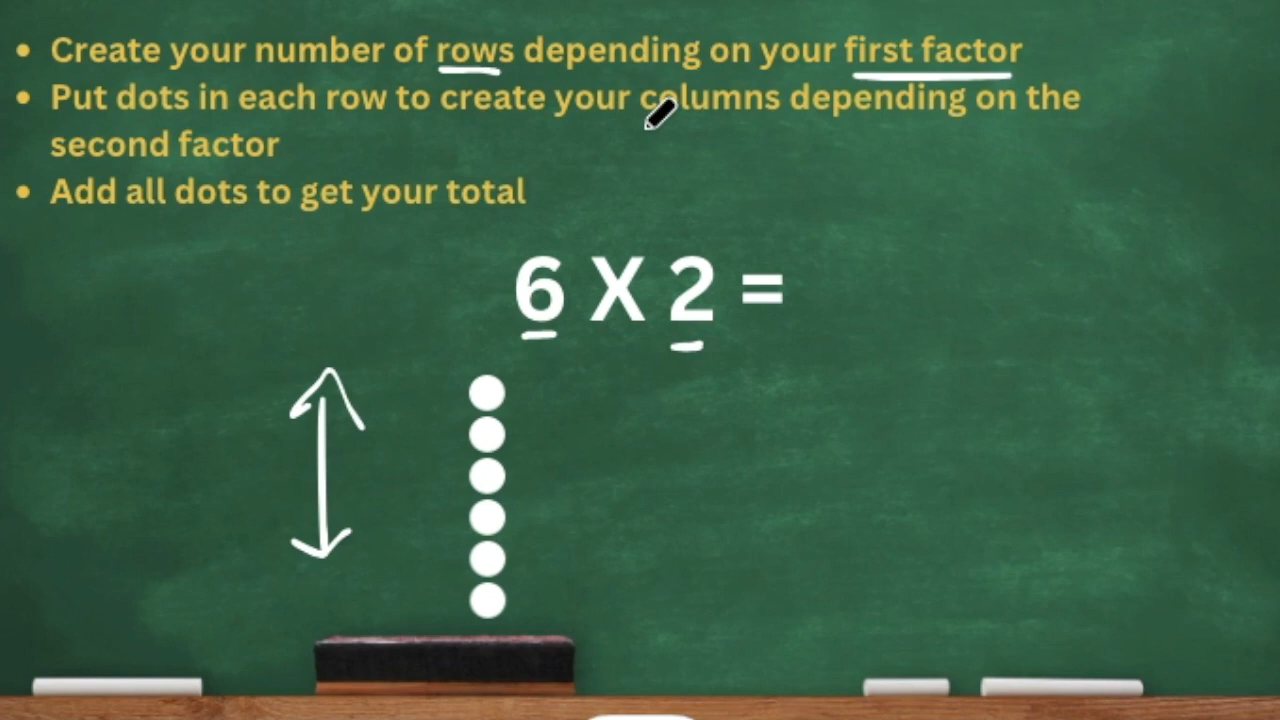 • Create your number of rows depending on your first factor
• Put dots in each row to create your columns depending on the
second factor
• Add all dots to get your total
6 X 2 =